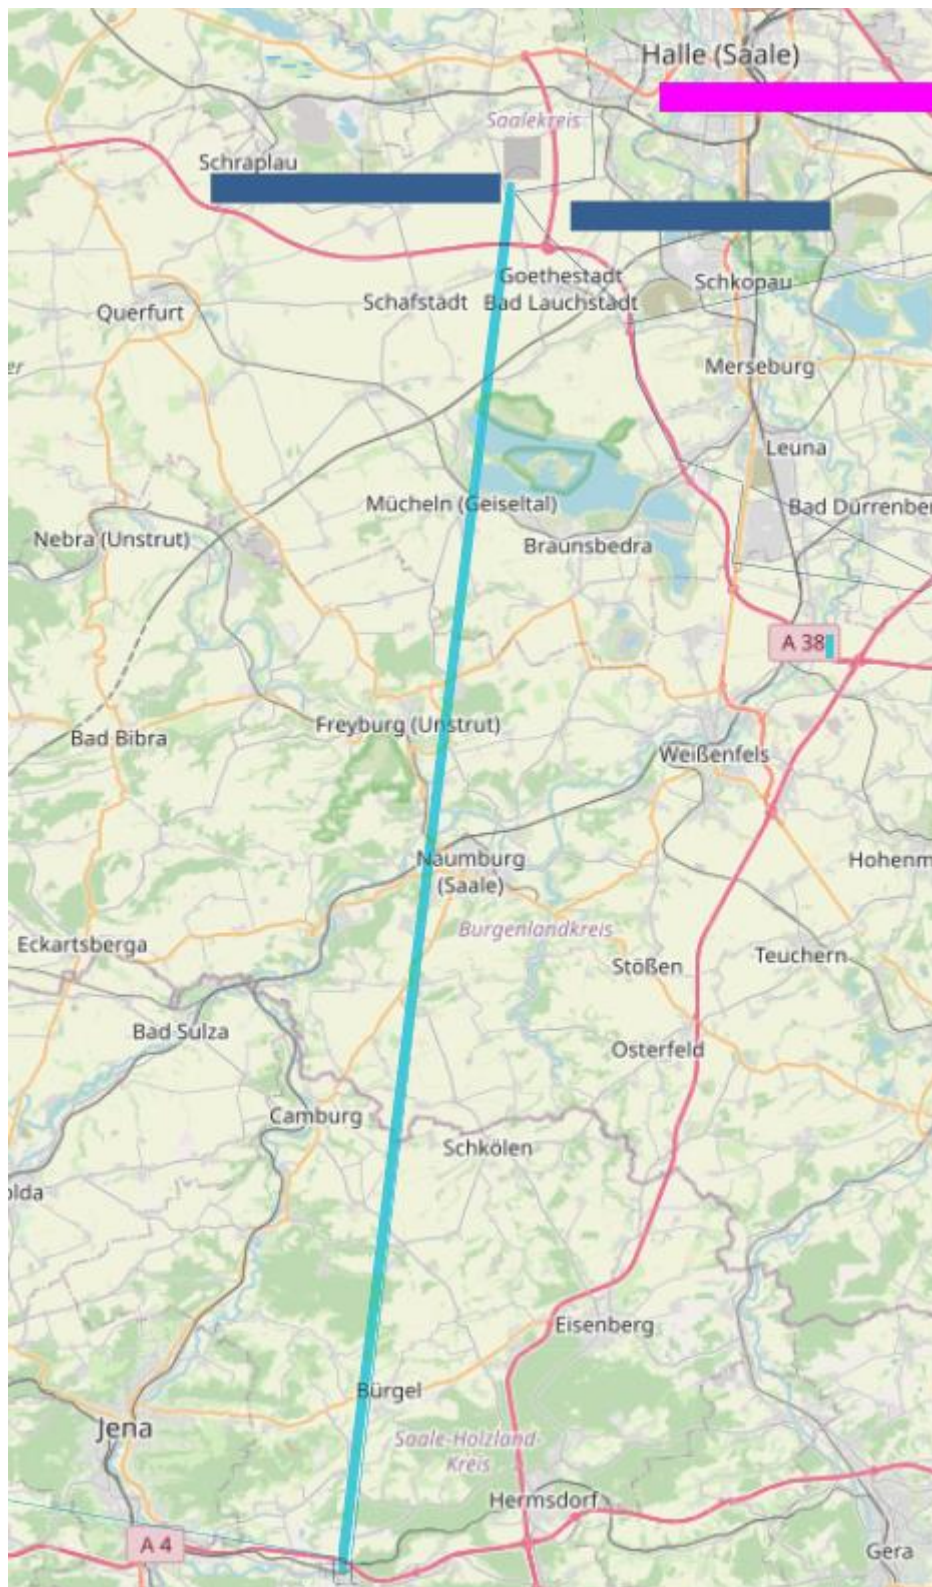 Halle (Saale)
Saalekreis
Schraplau
Goethestadt
Bad Lauchstädt
Schkopau
Schafstädt
Querfurt
Merseburg
Leuna
Mücheln (Geiseltal)
Bad Dürrenber
Nebra (Unstrut)
Braunsbedra
A 38
Freyburg (Unstrut)
Bad Bibra
Weißenfels
Naumburg
(Saale)
Hohenm
Burgenlandkreis
Eckartsberga
Stößen
Teuchern
Bad Sulza
Osterfeld
Camburg
Schkölen
olda
Eisenberg
Bürgel
Jena
Saale-Holzland-
Kreis
Hermsdorf
A 4
Gera